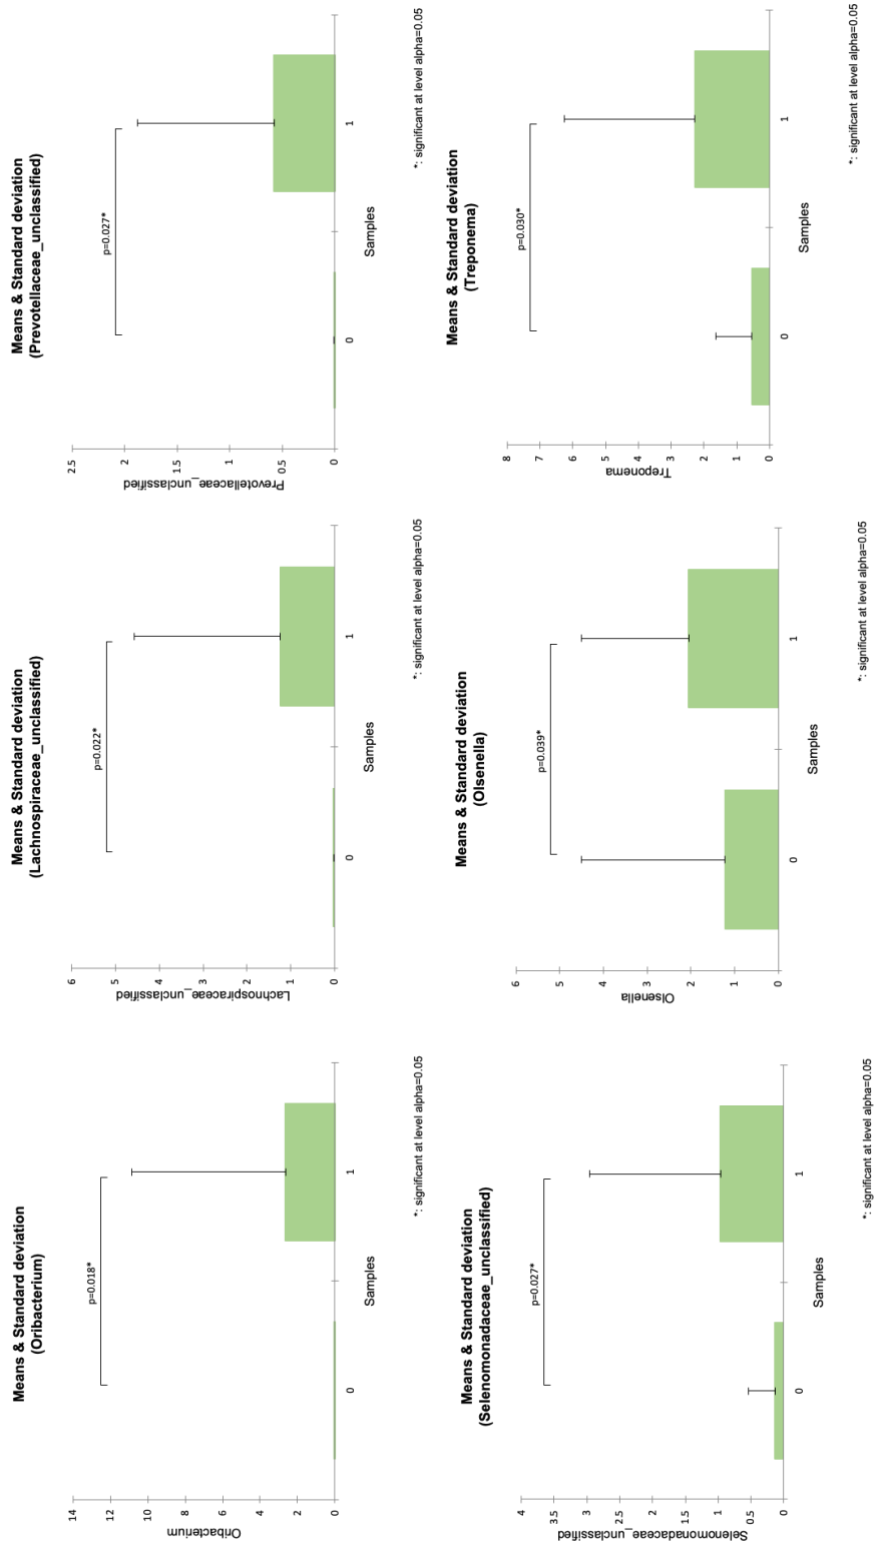 Means & Standard deviation
(Oribacterium)
14
12
10
8
6
4
2
0
Oribacterium
p=0.018*
0
1
Samples
*: significant at level alpha=0.05
Means & Standard deviation
(Lachnospiraceae_unclassified)
6
5
4
3
2
1
0
Lachnospiraceae_unclassified
p=0.022*
0
1
Samples
*: significant at level alpha=0.05
Means & Standard deviation
(Prevotellaceae_unclassified)
2.5
2
1.5
1
0.5
0
Prevotellaceae_unclassified
p=0.027*
0
1
Samples
*: significant at level alpha=0.05
Means & Standard deviation
(Selenomonadaceae_unclassified)
4
3.5
3
2.5
2
1.5
1
0.5
0
Selenomonadaceae_unclassified
p=0.027*
0
1
Samples
*: significant at level alpha=0.05
Means & Standard deviation
(Olsenella)
6
5
4
3
2
1
0
Olsenella
p=0.039*
0
1
Samples
*: significant at level alpha=0.05
Means & Standard deviation
(Treponema)
8
7
6
5
4
3
2
1
0
Treponema
p=0.030*
0
1
Samples
*: significant at level alpha=0.05